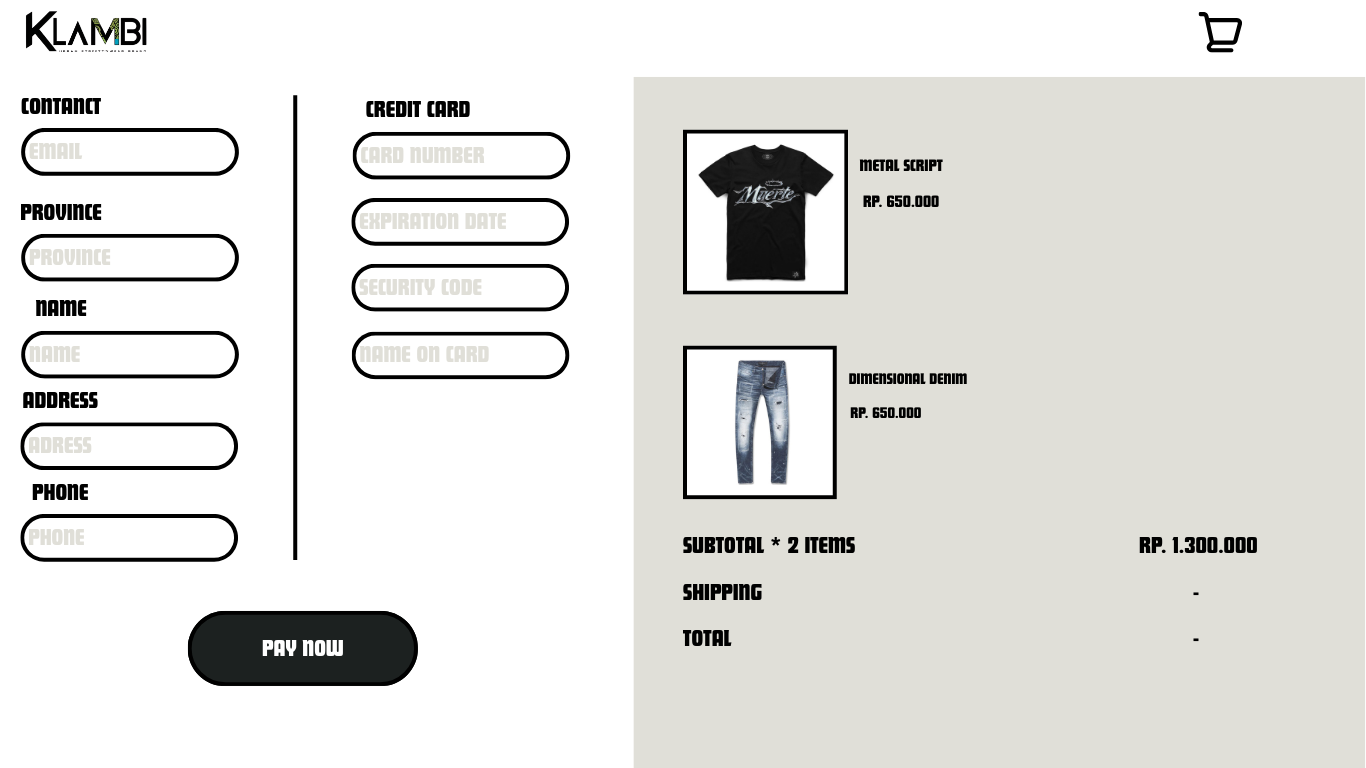 KLAMBI
CONTANCT
EMAIL
PROVINCE
PROVINCE
NAME
NAME
ADDRESS
ADRESS
PHONE
PHONE
CREDIT CARD
CARD NUMBER
EXPIRATION DATE
SECURITY CODE
NAME ON CARD
PAY NOW
Muerte
METAL SCRIPT
RP. 650.000
DIMENSIONAL DENIM
RP. 650.000
SUBTOTAL * 2 ITEMS RP. 1.300.000
SHIPPING -
TOTAL -